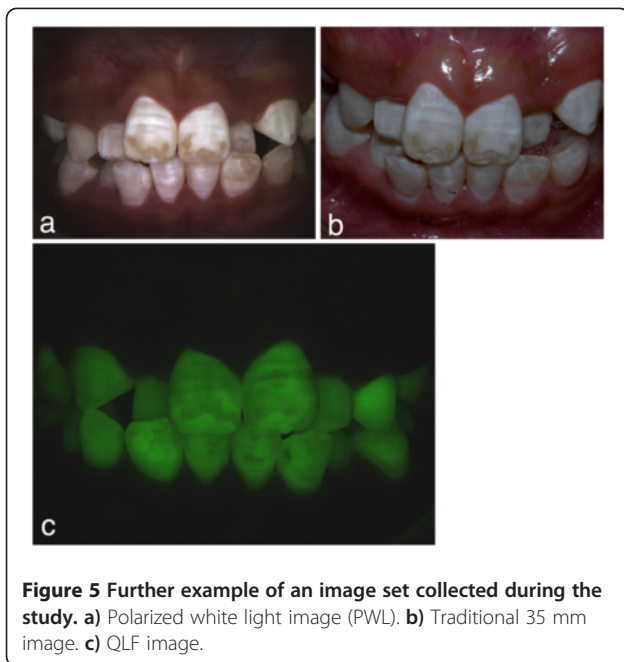 a
b
c
Figure 5 Further example of an image set collected during the
study. a) Polarized white light image (PWL). b) Traditional 35 mm
image. c) QLF image.